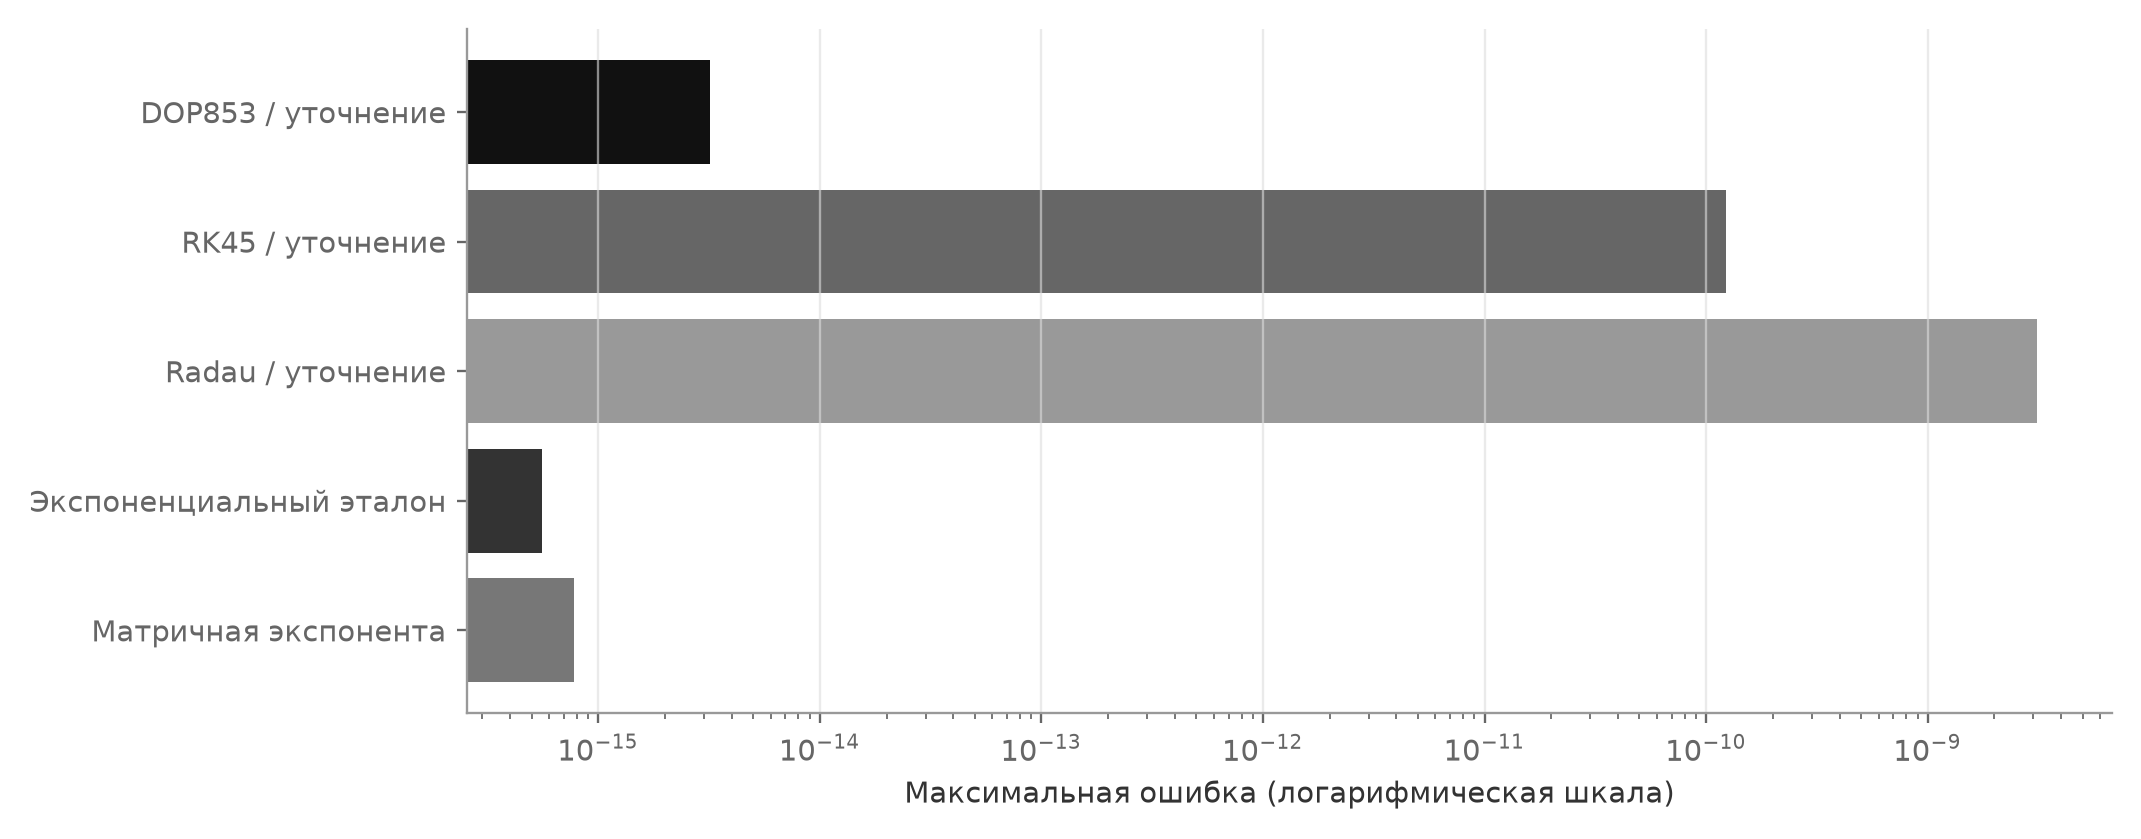 DOP853 / уточнение
RK45 / уточнение
Radau / уточнение
Экспоненциальный эталон
Матричная экспонента
10⁻¹⁵ 10⁻¹⁴ 10⁻¹³ 10⁻¹² 10⁻¹¹ 10⁻¹⁰ 10⁻⁹
Максимальная ошибка (логарифмическая шкала)